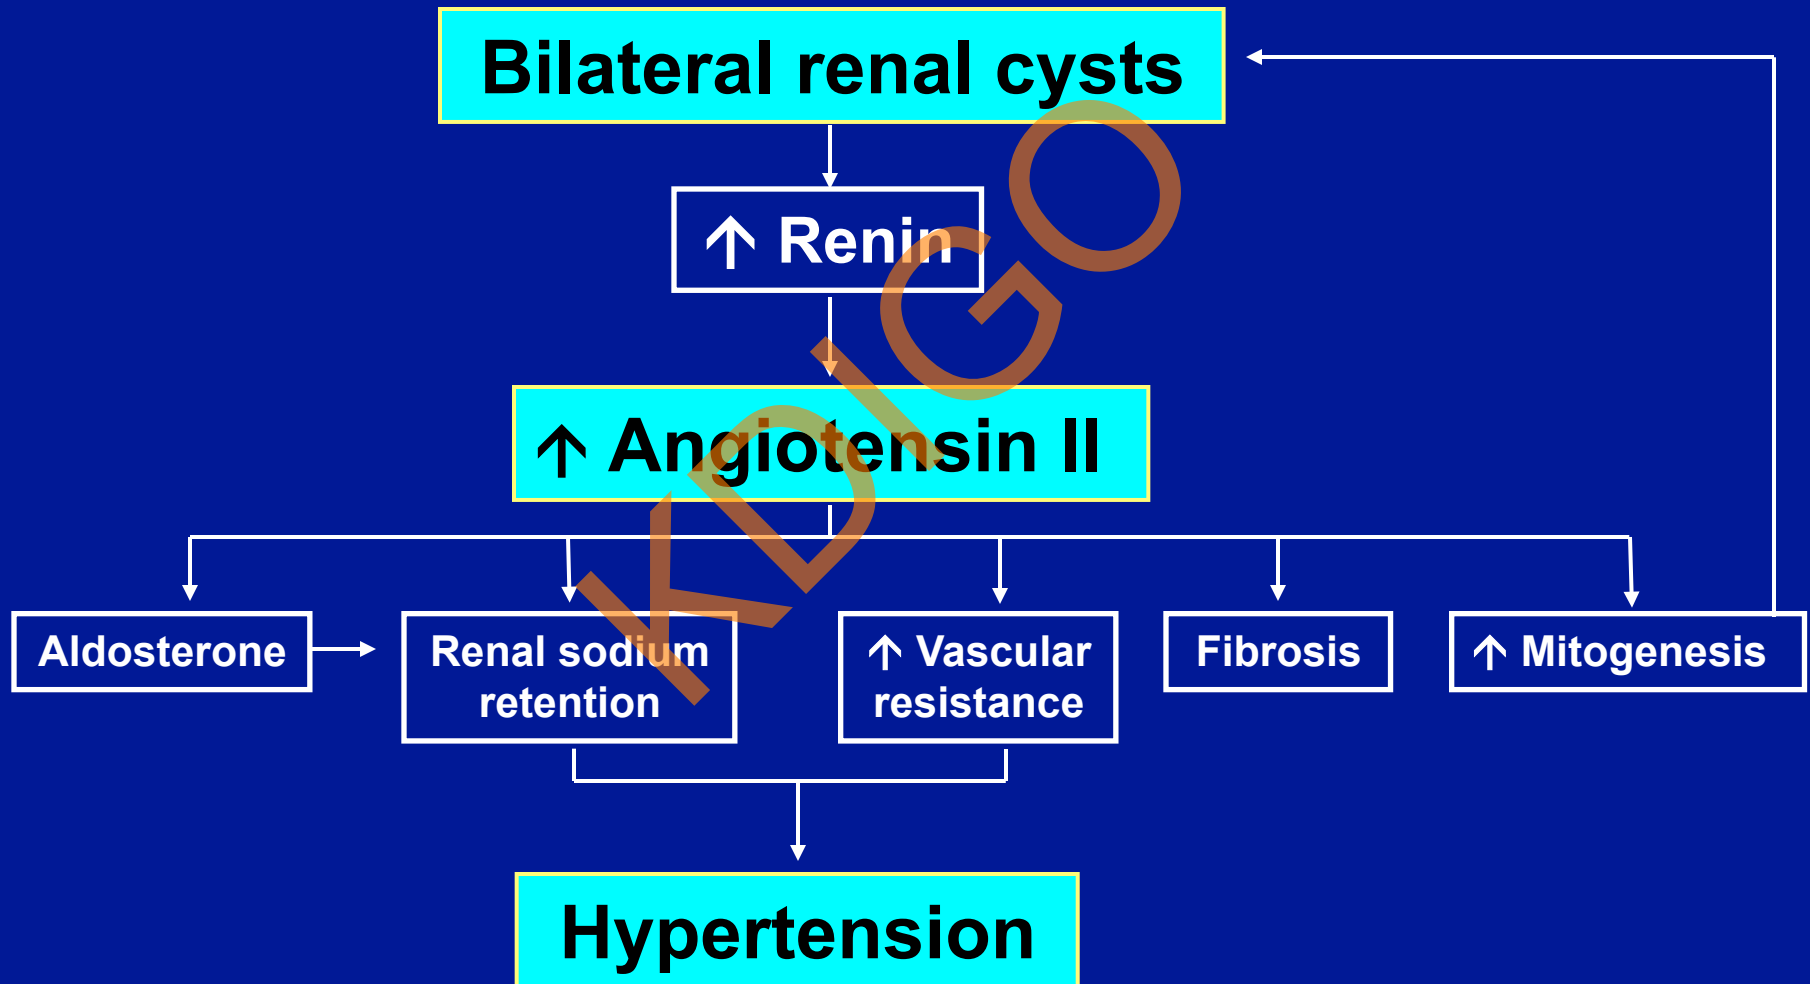 Bilateral renal cysts
↑ Renin
↑ Angiotensin II
Aldosterone
Renal sodium
retention
↑ Vascular
resistance
Fibrosis
↑ Mitogenesis
Hypertension
KDIGO